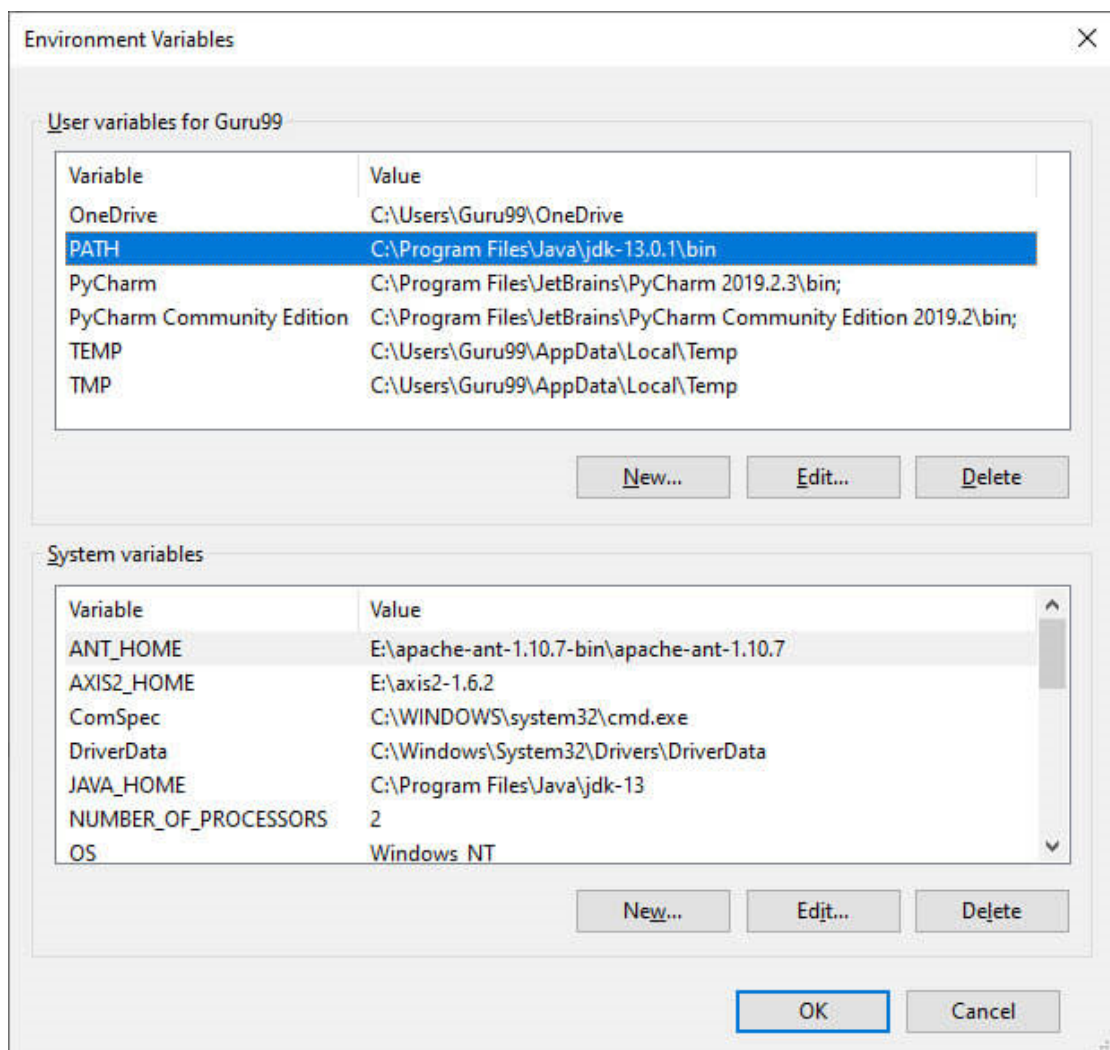 Environment Variables
User variables for Guru99
Variable Value
OneDrive C:\Users\Guru99\OneDrive
PATH C:\Program Files\Java\jdk-13.0.1\bin
PyCharm C:\Program Files\JetBrains\PyCharm 2019.2.3\bin;
PyCharm Community Edition C:\Program Files\JetBrains\PyCharm Community Edition 2019.2\bin;
TEMP C:\Users\Guru99\AppData\Local\Temp
TMP C:\Users\Guru99\AppData\Local\Temp
New... Edit... Delete
System variables
Variable Value
ANT_HOME E:\apache-ant-1.10.7-bin\apache-ant-1.10.7
AXIS2_HOME E:\axis2-1.6.2
ComSpec C:\WINDOWS\system32\cmd.exe
DriverData C:\Windows\System32\Drivers\DriverData
JAVA_HOME C:\Program Files\Java\jdk-13
NUMBER_OF_PROCESSORS 2
OS Windows_NT
New... Edit... Delete
OK Cancel